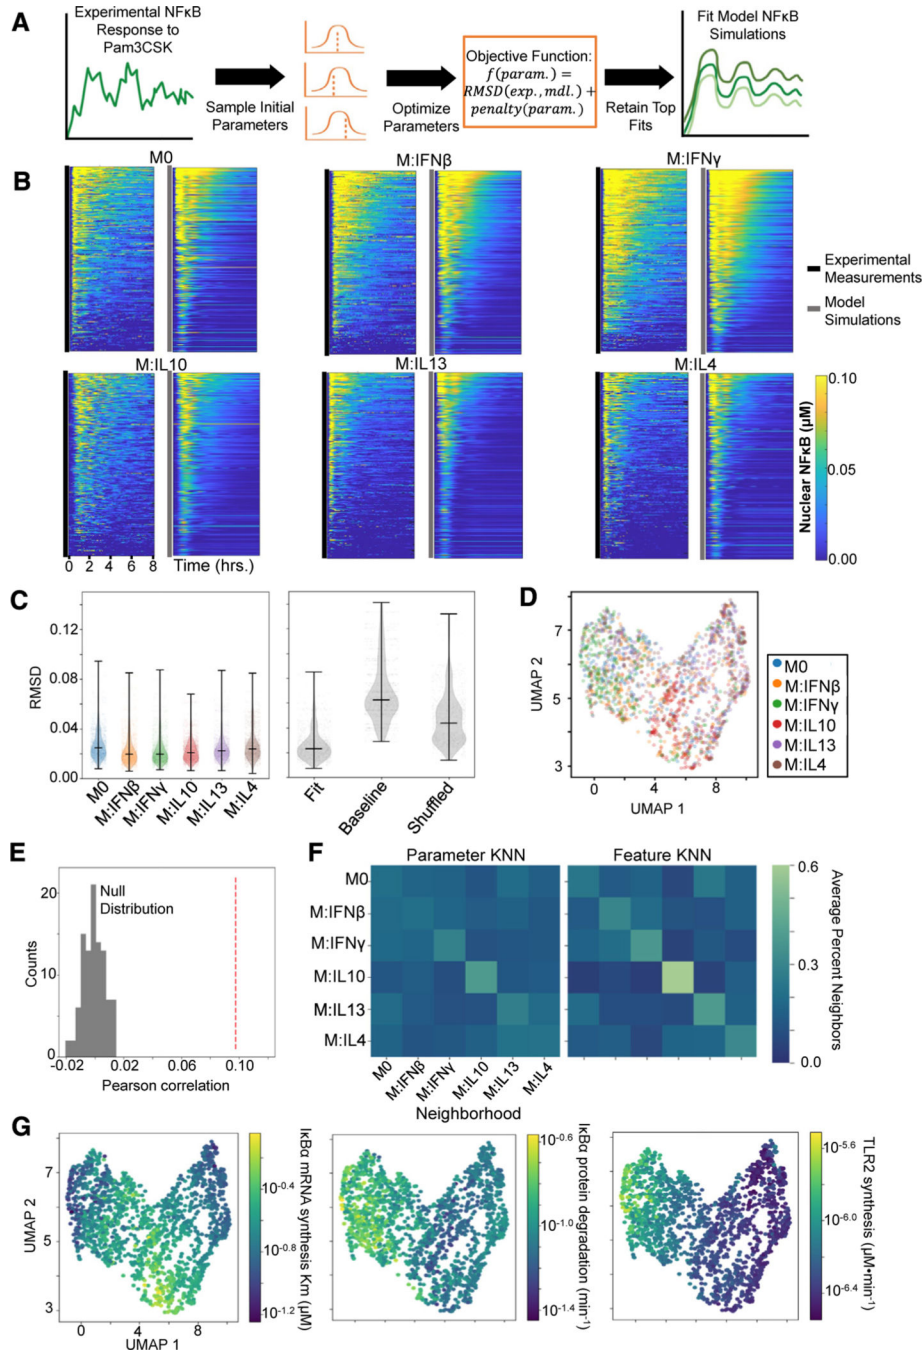 A
Experimental NFκB
Response to
Pam3CSK
Sample Initial
Parameters
Optimize
Parameters
Objective Function:
f(param.) =
RMSD(exp., mdl.) +
penalty(param.)
Retain Top
Fits
Fit Model NFκB
Simulations
B
M0
M:IFNβ
M:IFNγ
Experimental
Measurements
Model
Simulations
M:IL10
M:IL13
M:IL4
0.10
0.05
0.00
Nuclear NFκB (μM)
0 2 4 6 8
Time (hrs.)
C
RMSD
0.12
0.08
0.04
0.00
M0
M:IFNβ
M:IFNγ
M:IL10
M:IL13
M:IL4
Fit
Baseline
Shuffled
D
UMAP 2
7
5
3
0 4 8
UMAP 1
M0
M:IFNβ
M:IFNγ
M:IL10
M:IL13
M:IL4
E
Counts
20
10
0
Null
Distribution
-0.02 0.02 0.06 0.10
Pearson correlation
F
Parameter KNN
Feature KNN
M0
M:IFNβ
M:IFNγ
M:IL10
M:IL13
M:IL4
M0
M:IFNβ
M:IFNγ
M:IL10
M:IL13
M:IL4
Neighborhood
0.6
0.3
0.0
Average Percent Neighbors
G
UMAP 2
7
5
3
0 4 8
UMAP 1
10⁻⁰·⁴
10⁻⁰·⁸
10⁻¹·²
IκBα mRNA synthesis Km (μM)
10⁻⁰·⁶
10⁻¹·⁰
10⁻¹·⁴
IκBα protein degradation (min⁻¹)
10⁻⁵·⁶
10⁻⁶·⁰
10⁻⁶·⁴
TLR2 synthesis (μM•min⁻¹)